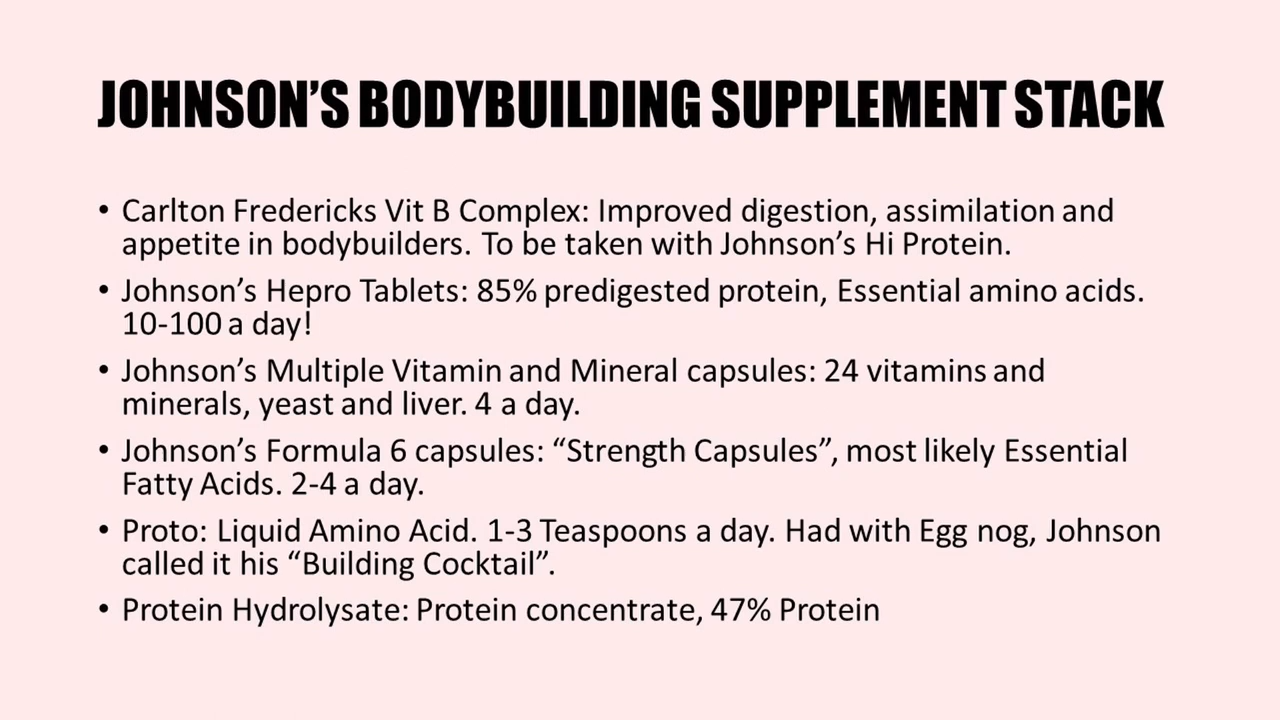 JOHNSON’S BODYBUILDING SUPPLEMENT STACK
• Carlton Fredericks Vit B Complex: Improved digestion, assimilation and
appetite in bodybuilders. To be taken with Johnson’s Hi Protein.
• Johnson’s Hepro Tablets: 85% predigested protein, Essential amino acids.
10-100 a day!
• Johnson’s Multiple Vitamin and Mineral capsules: 24 vitamins and
minerals, yeast and liver. 4 a day.
• Johnson’s Formula 6 capsules: “Strength Capsules”, most likely Essential
Fatty Acids. 2-4 a day.
• Proto: Liquid Amino Acid. 1-3 Teaspoons a day. Had with Egg nog, Johnson
called it his “Building Cocktail”.
• Protein Hydrolysate: Protein concentrate, 47% Protein